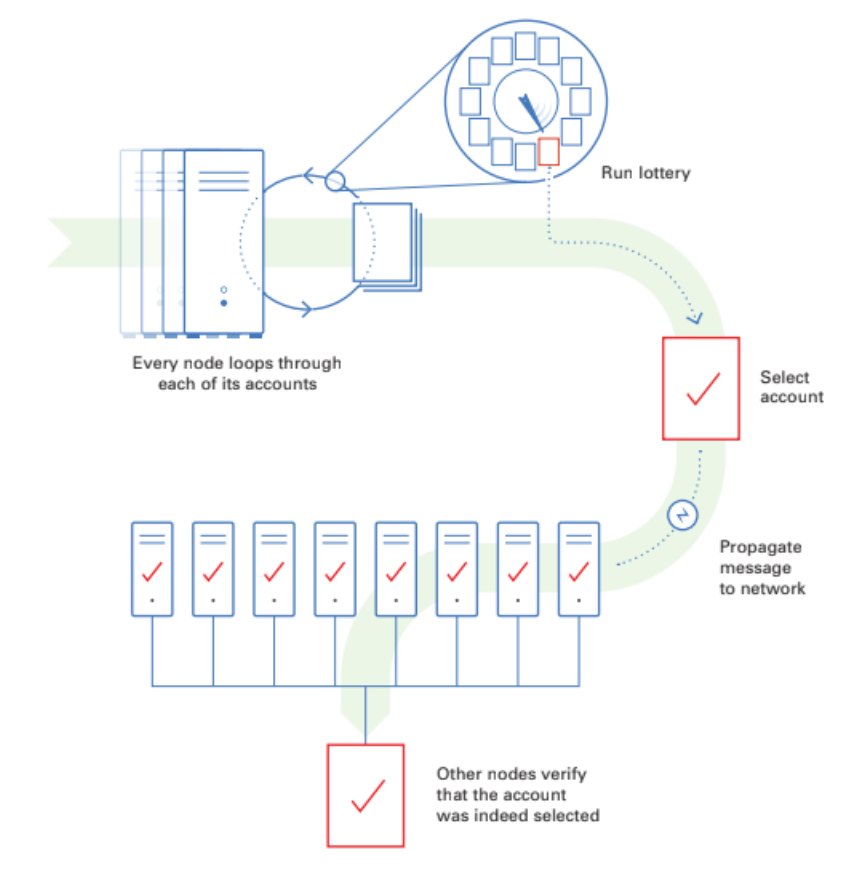 Run lottery
Every node loops through
each of its accounts
Select
account
Propagate
message
to network
Other nodes verify
that the account
was indeed selected